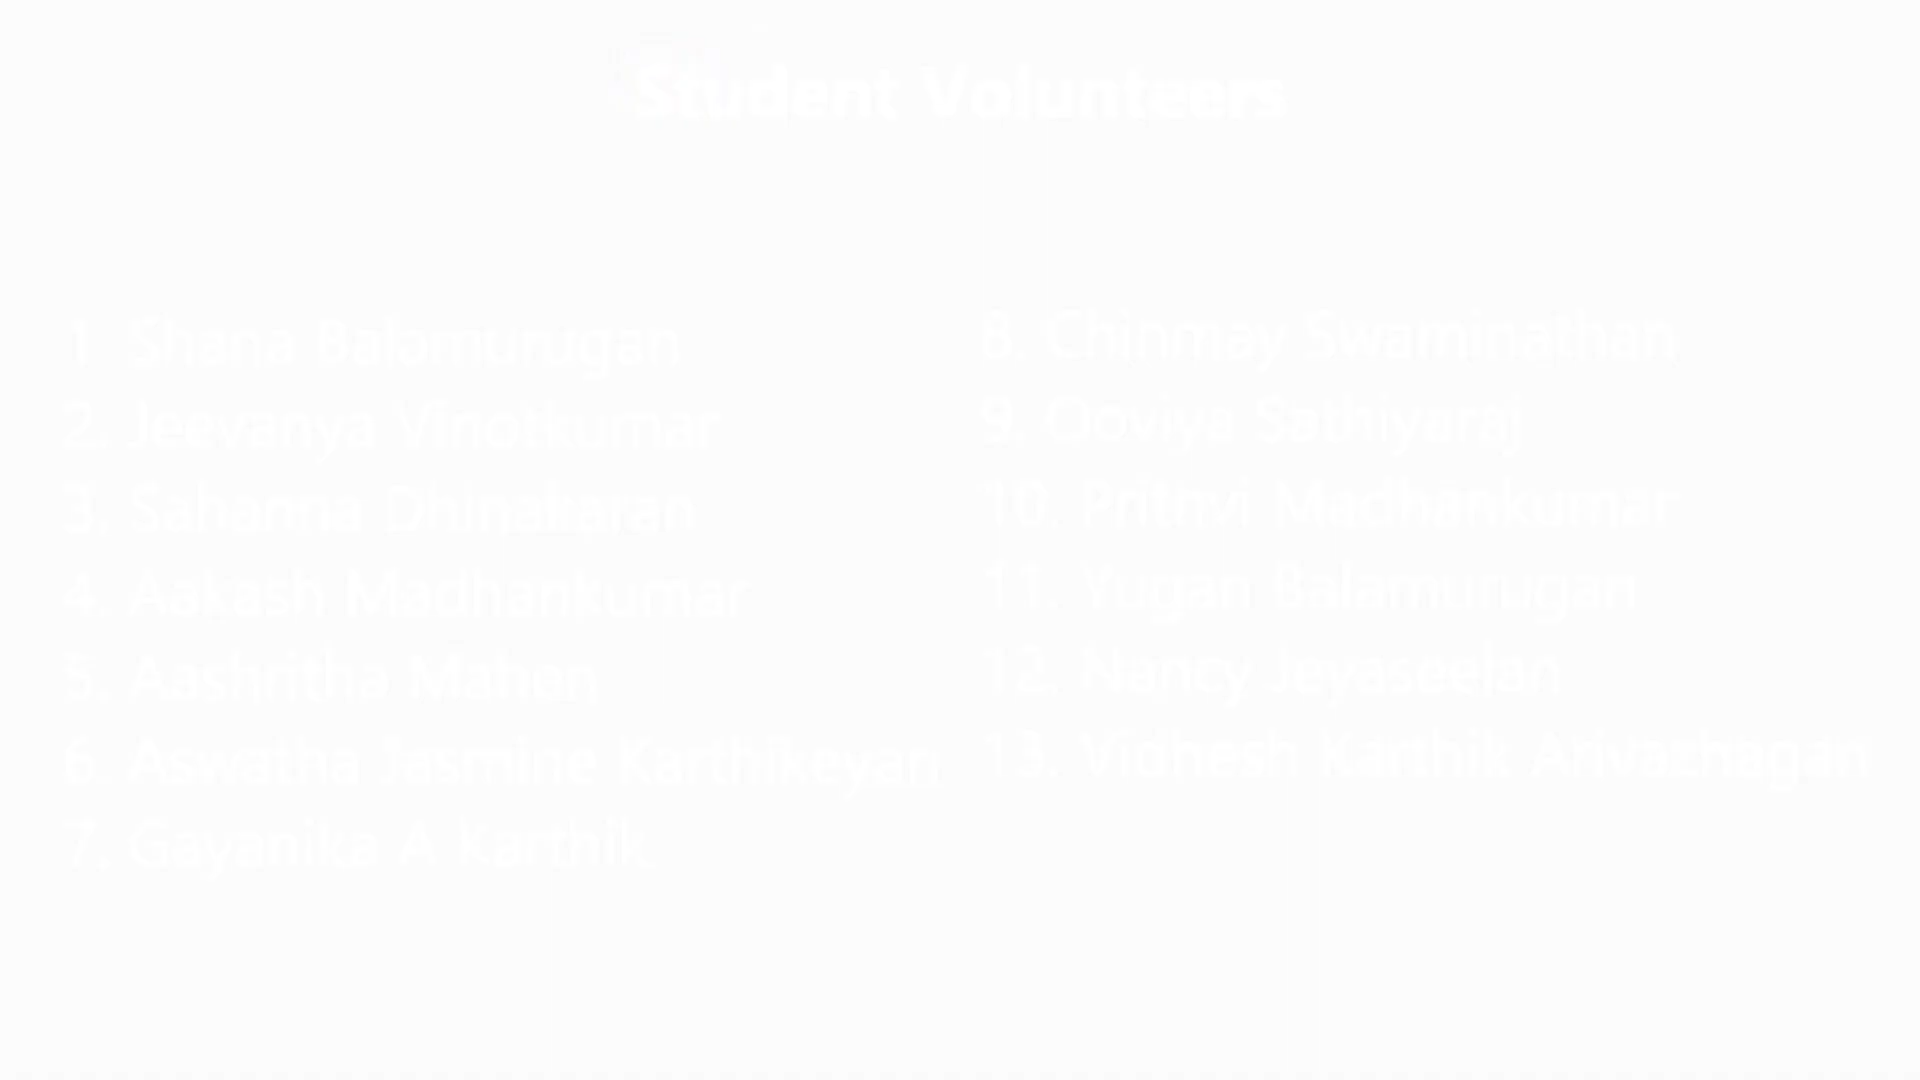 Student Volunteers
1. Shana Balamurugan
2. Jeevanya Vinotkumar
3. Sahanna Dhinakaran
4. Aakash Madhankumar
5. Aashritha Mahen
6. Aswatha Jasmine Karthikeyan
7. Gayanika A Karthik
8. Chinmay Swaminathan
9. Ooviya Sathiyaraj
10. Prithvi Madhankumar
11. Yugan Balamurugan
12. Nancy Jeyaseelan
13. Vidhesh Karthik Arivazhagan